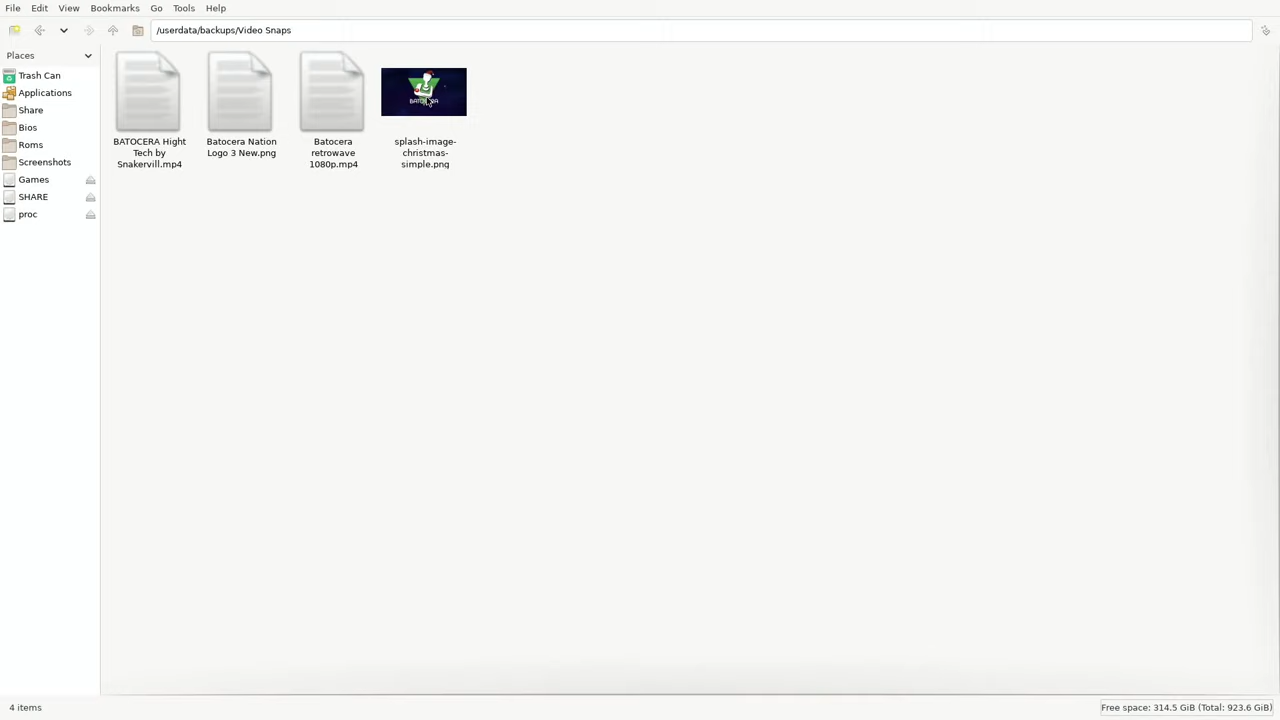 File Edit View Bookmarks Go Tools Help
/userdata/backups/Video Snaps
Places
Trash Can
Applications
Share
Bios
Roms
Screenshots
Games
SHARE
proc
BATOCERA Hight
Tech by
Snakervill.mp4
Batocera Nation
Logo 3 New.png
Batocera
retrowave
1080p.mp4
BATOCERA
splash-image-
christmas-
simple.png
4 items
Free space: 314.5 GiB (Total: 923.6 GiB)